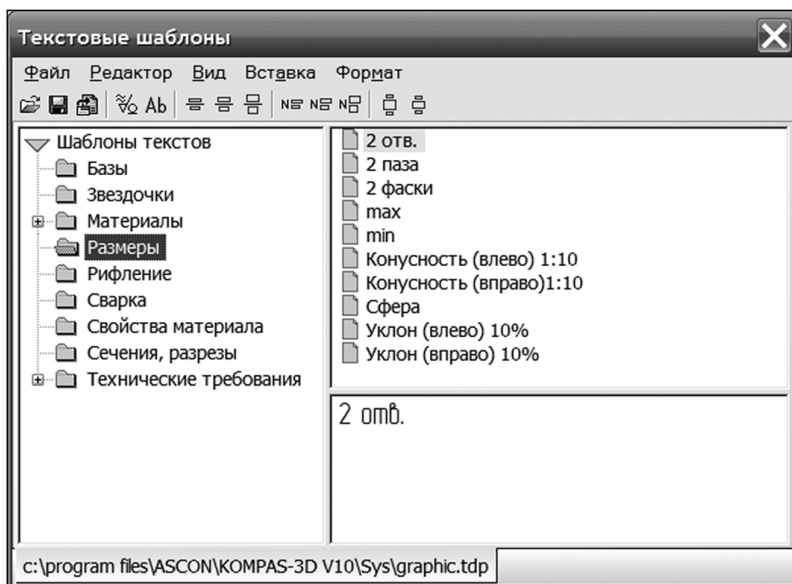 Текстовые шаблоны
Файл Редактор Вид Вставка Формат
Ab
Шаблоны текстов
Базы
Звездочки
Материалы
Размеры
Рифление
Сварка
Свойства материала
Сечения, разрезы
Технические требования
2 отв.
2 паза
2 фаски
max
min
Конусность (влево) 1:10
Конусность (вправо)1:10
Сфера
Уклон (влево) 10%
Уклон (вправо) 10%
2 отв.
c:\program files\ASCON\KOMPAS-3D V10\Sys\graphic.tdp